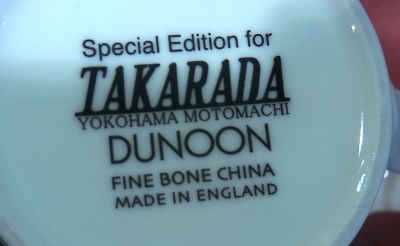 Special Edition for
TAKARADA
YOKOHAMA MOTOMACHI
DUNOON
FINE BONE CHINA
MADE IN ENGLAND